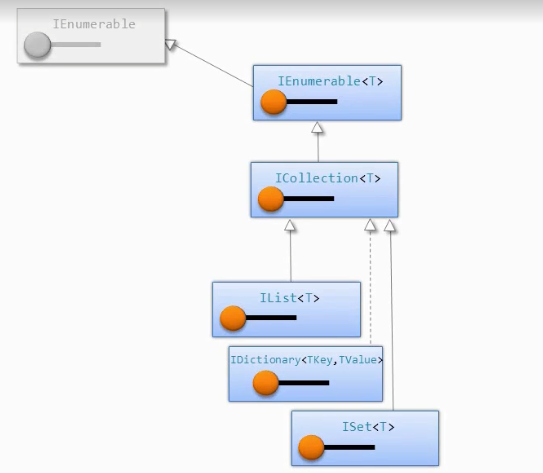 IEnumerable
IEnumerable<T>
ICollection<T>
IList<T>
IDictionary<TKey,TValue>
ISet<T>